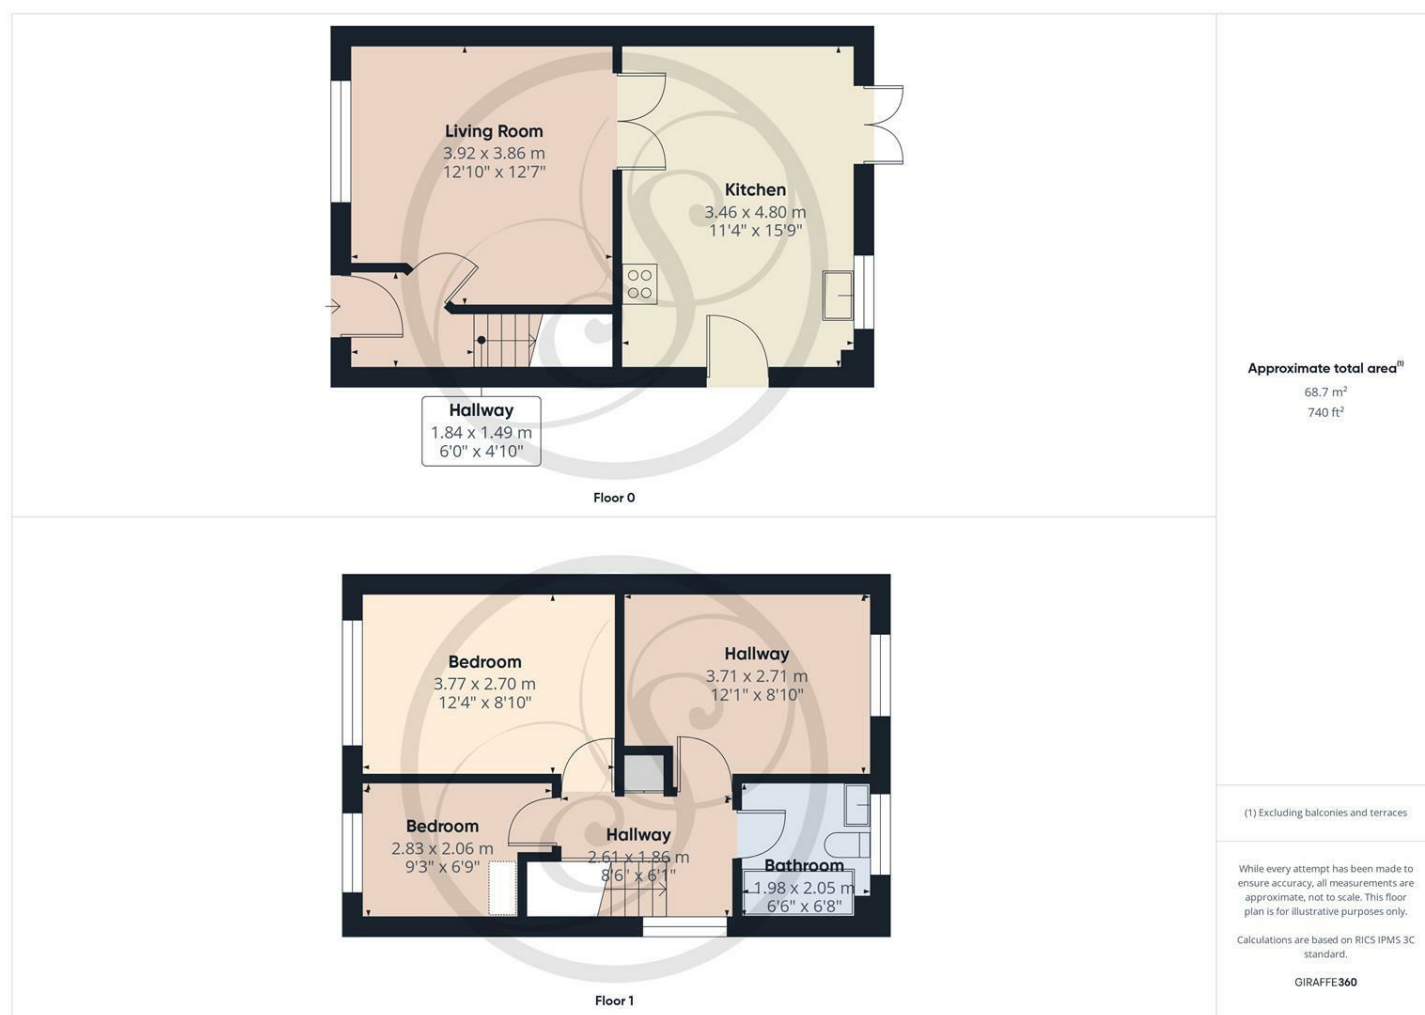 Living Room
3.92 x 3.86 m
12'10" x 12'7"
Kitchen
3.46 x 4.80 m
11'4" x 15'9"
Hallway
1.84 x 1.49 m
6'0" x 4'10"
Floor 0
Bedroom
3.77 x 2.70 m
12'4" x 8'10"
Hallway
3.71 x 2.71 m
12'1" x 8'10"
Bedroom
2.83 x 2.06 m
9'3" x 6'9"
Hallway
2.61 x 1.86 m
8'6" x 6'1"
Bathroom
1.98 x 2.05 m
6'6" x 6'8"
Floor 1
Approximate total area(1)
68.7 m²
740 ft²
(1) Excluding balconies and terraces
While every attempt has been made to
ensure accuracy, all measurements are
approximate, not to scale. This floor
plan is for illustrative purposes only.
Calculations are based on RICS IPMS 3C
standard.
GIRAFFE360